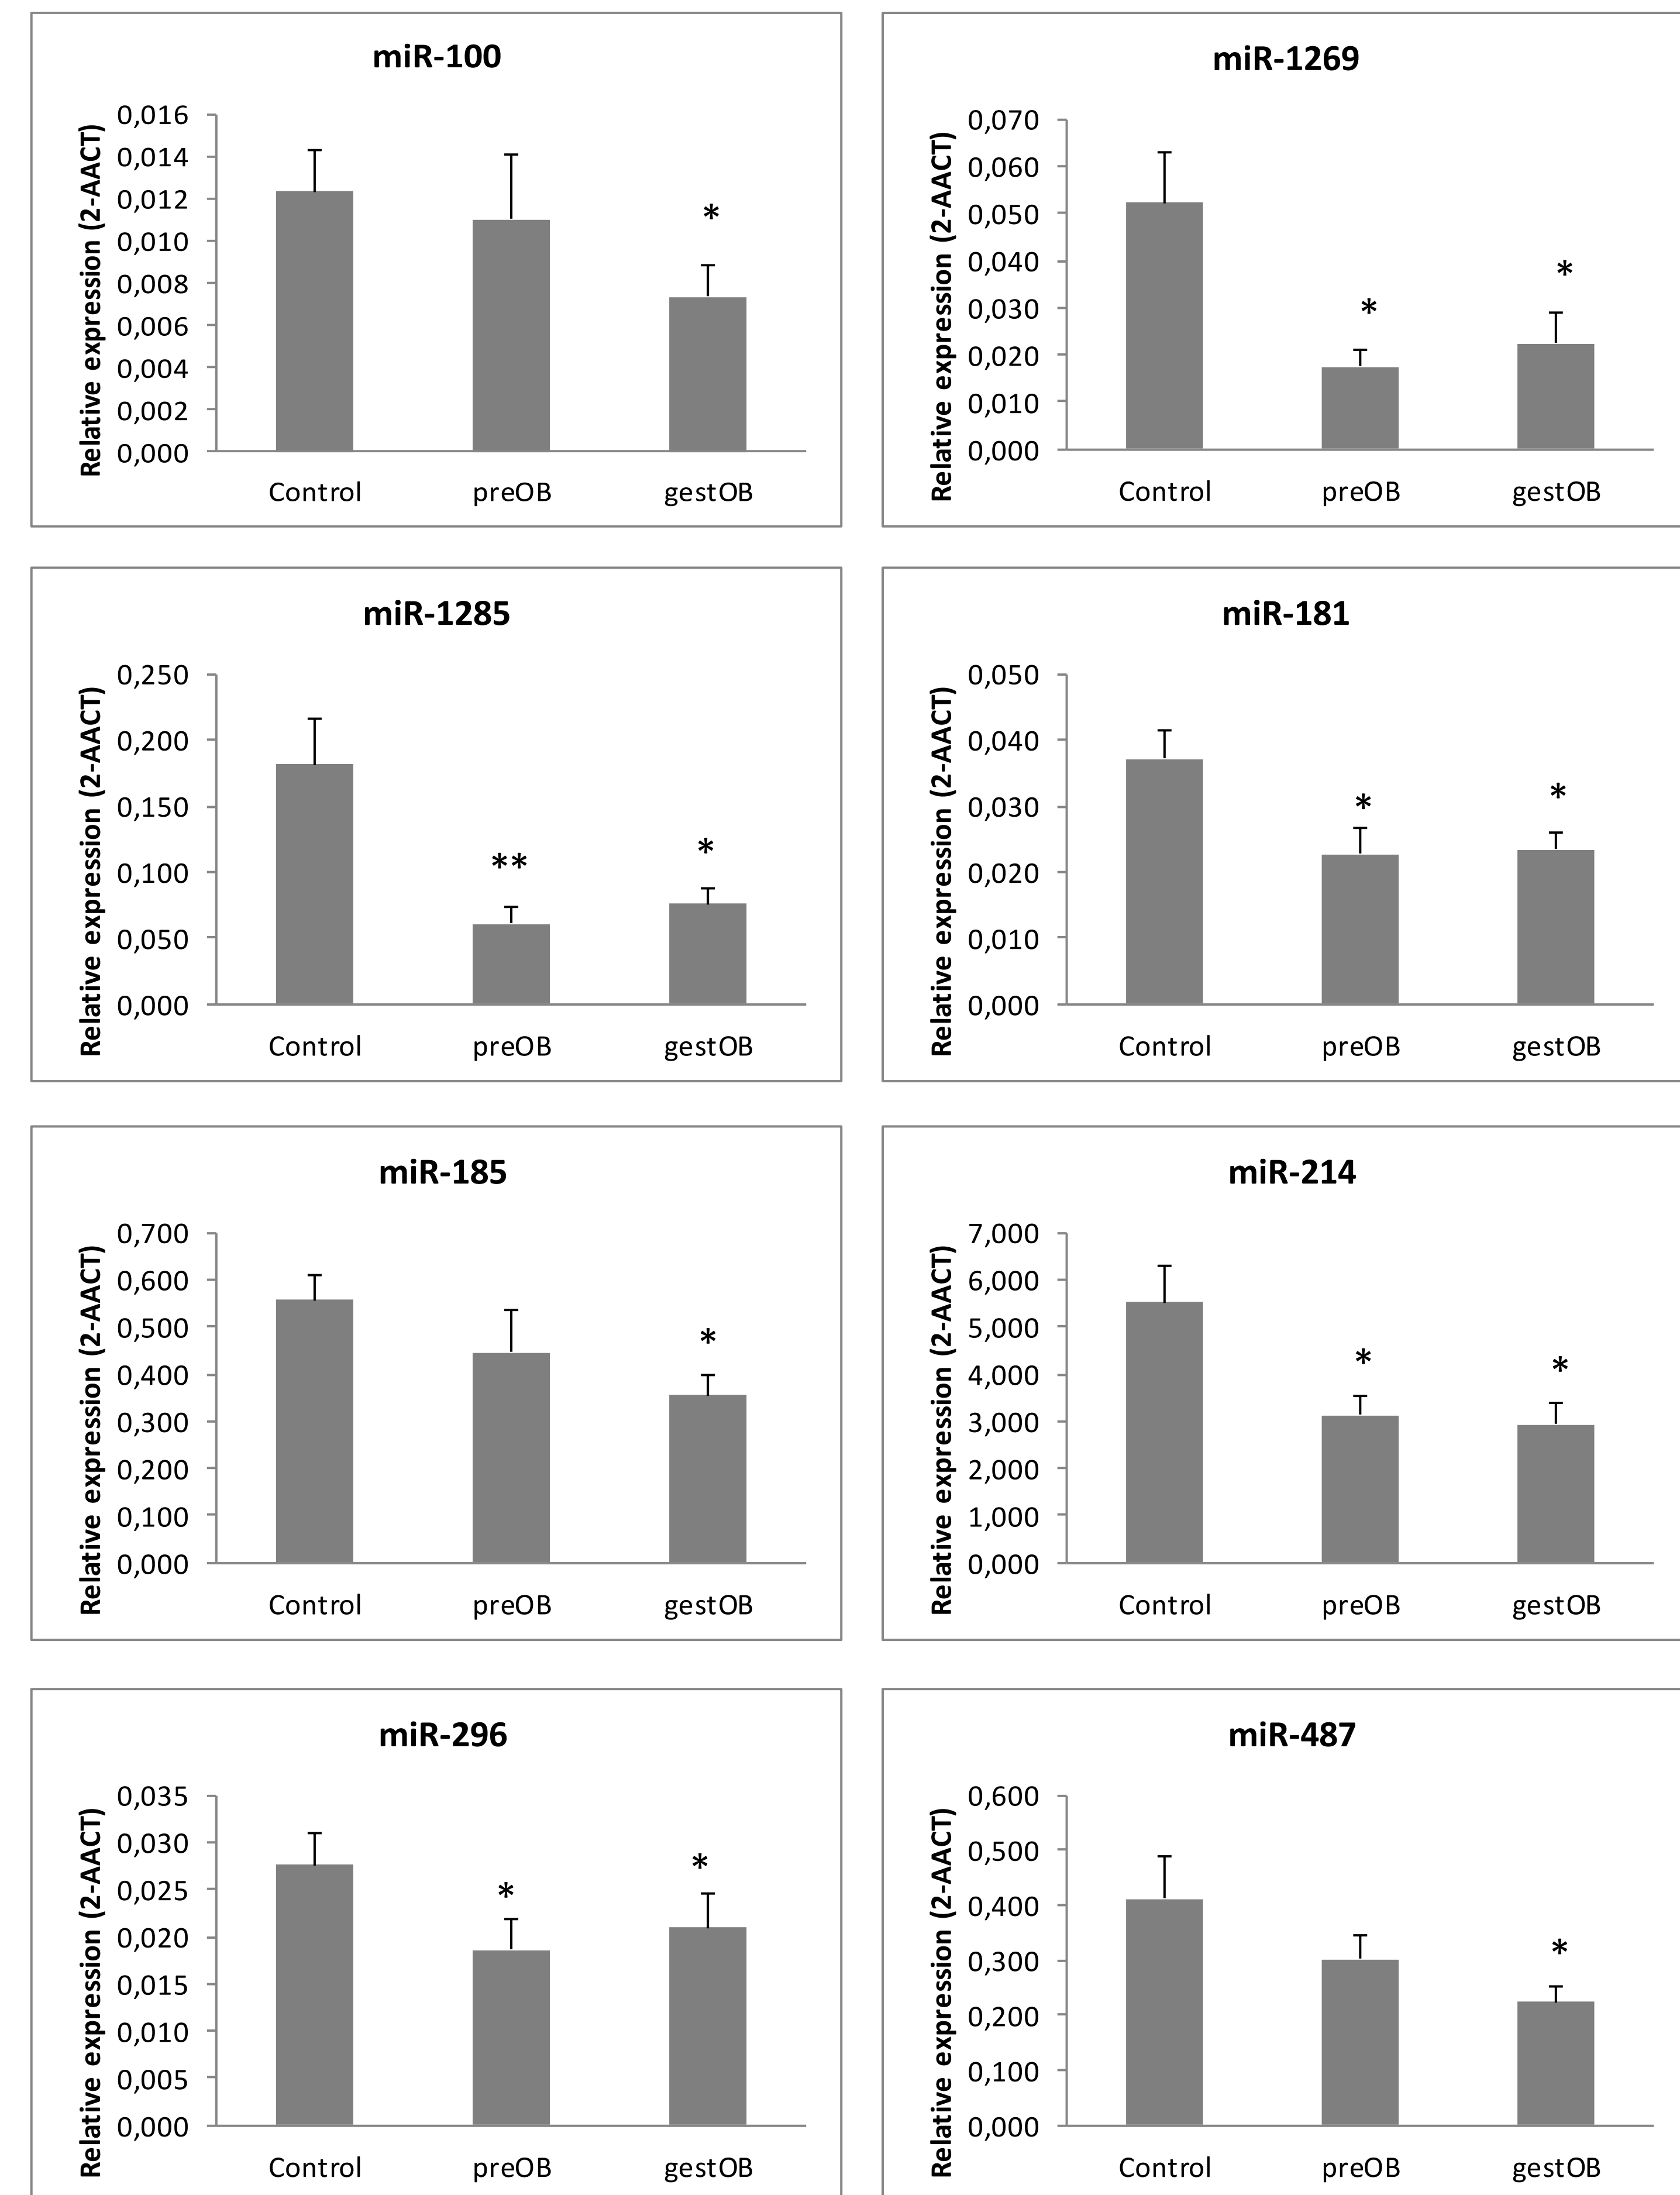 miR-100
Relative expression (2-AACT)
0,016
0,014
0,012
0,010
0,008
0,006
0,004
0,002
0,000
*
Control preOB gestOB
miR-1269
Relative expression (2-AACT)
0,070
0,060
0,050
0,040
0,030
0,020
0,010
0,000
* *
Control preOB gestOB
miR-1285
Relative expression (2-AACT)
0,250
0,200
0,150
0,100
0,050
0,000
** *
Control preOB gestOB
miR-181
Relative expression (2-AACT)
0,050
0,040
0,030
0,020
0,010
0,000
* *
Control preOB gestOB
miR-185
Relative expression (2-AACT)
0,700
0,600
0,500
0,400
0,300
0,200
0,100
0,000
*
Control preOB gestOB
miR-214
Relative expression (2-AACT)
7,000
6,000
5,000
4,000
3,000
2,000
1,000
0,000
* *
Control preOB gestOB
miR-296
Relative expression (2-AACT)
0,035
0,030
0,025
0,020
0,015
0,010
0,005
0,000
* *
Control preOB gestOB
miR-487
Relative expression (2-AACT)
0,600
0,500
0,400
0,300
0,200
0,100
0,000
*
Control preOB gestOB